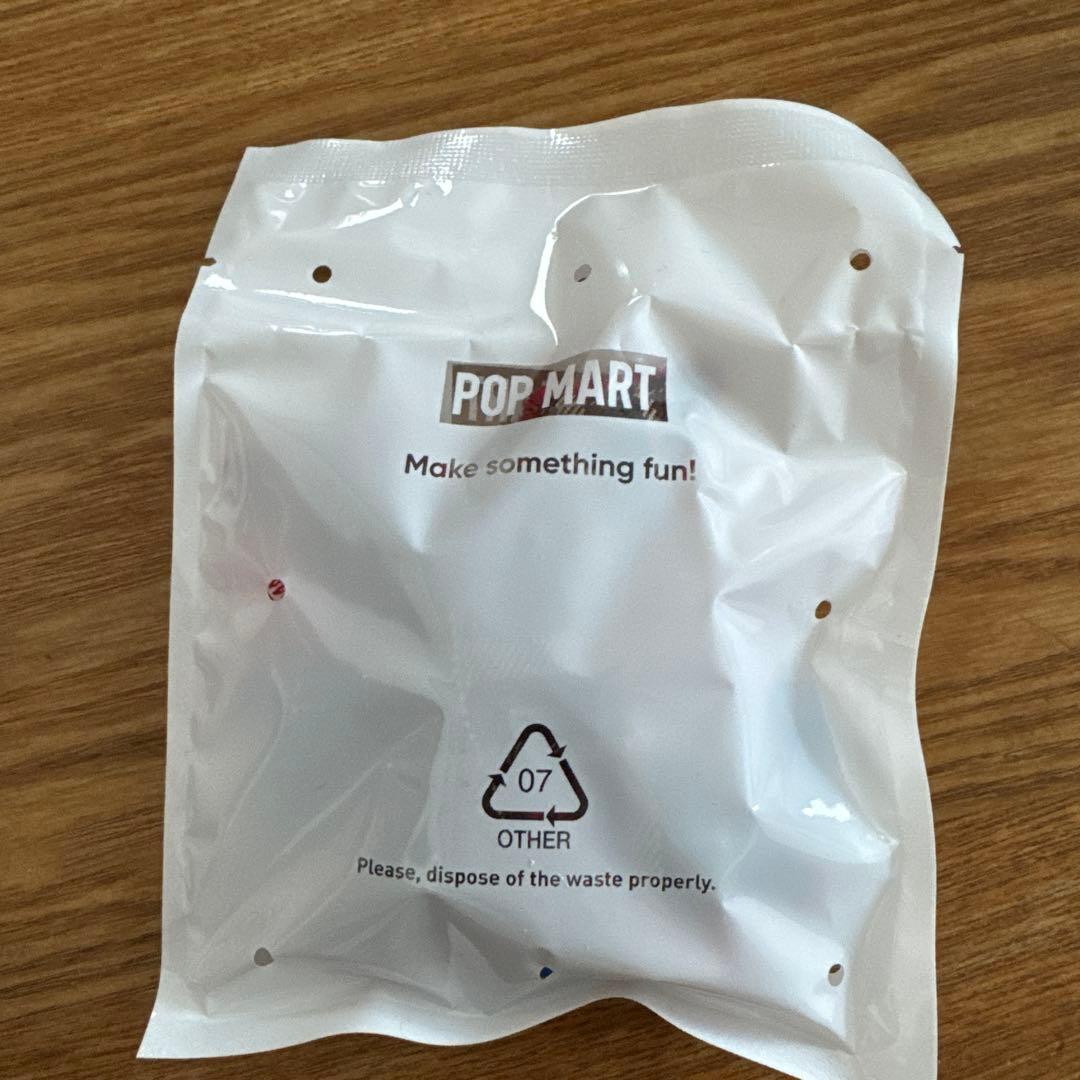 POP MART
Make something fun!
07
OTHER
Please, dispose of the waste properly.